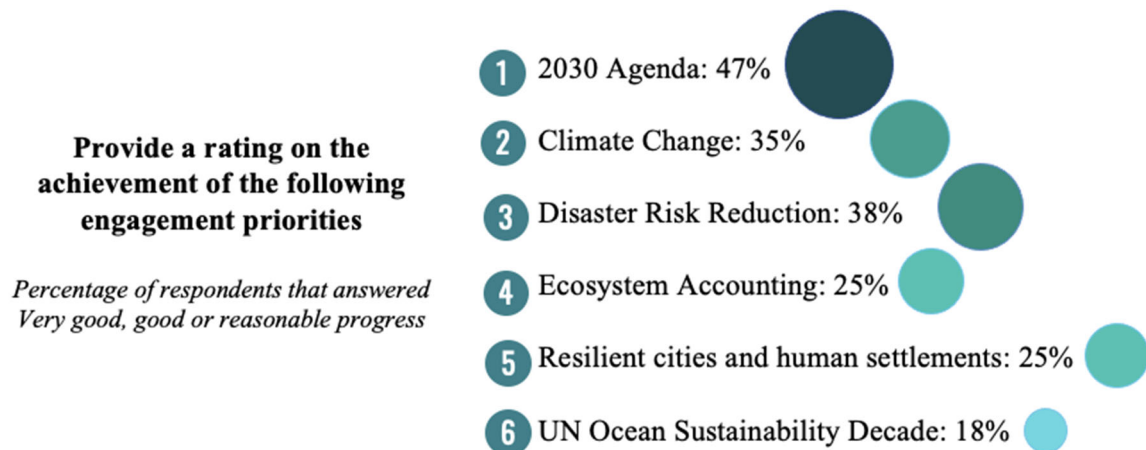 Provide a rating on the
achievement of the following
engagement priorities
Percentage of respondents that answered
Very good, good or reasonable progress
1 2030 Agenda: 47%
2 Climate Change: 35%
3 Disaster Risk Reduction: 38%
4 Ecosystem Accounting: 25%
5 Resilient cities and human settlements: 25%
6 UN Ocean Sustainability Decade: 18%